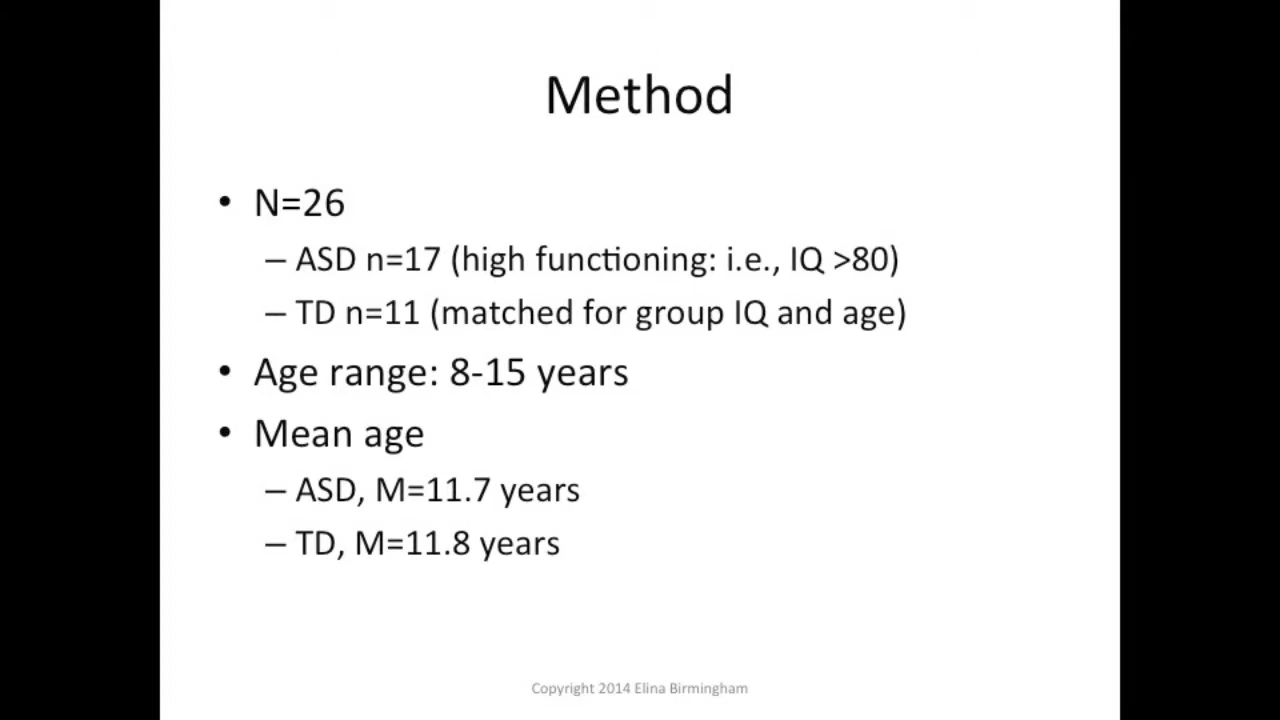 Method
• N=26
– ASD n=17 (high functioning: i.e., IQ >80)
– TD n=11 (matched for group IQ and age)
• Age range: 8-15 years
• Mean age
– ASD, M=11.7 years
– TD, M=11.8 years
Copyright 2014 Elina Birmingham